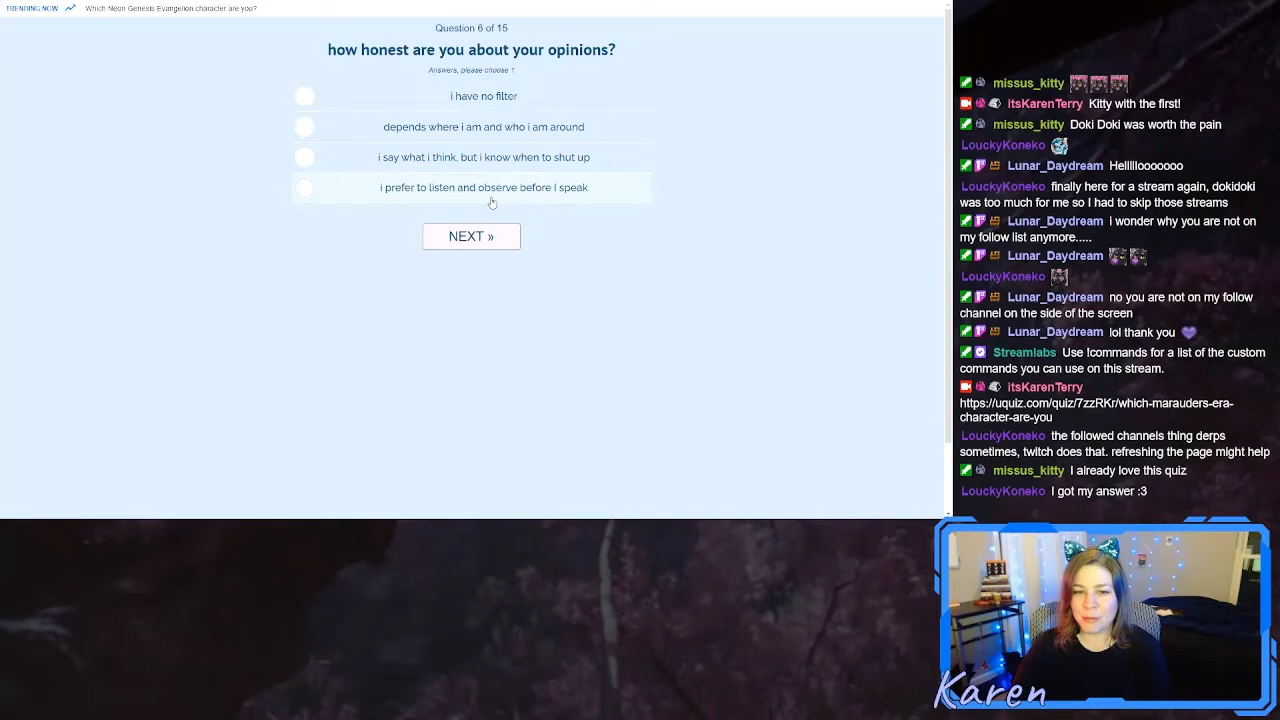 TRENDING NOW
Which Neon Genesis Evangelion character are you?
Question 6 of 15
how honest are you about your opinions?
Answers, please choose 1
i have no filter
depends where i am and who i am around
i say what i think, but i know when to shut up
i prefer to listen and observe before I speak
NEXT »
missus_kitty
itsKarenTerry Kitty with the first!
missus_kitty Doki Doki was worth the pain
LouckyKoneko
Lunar_Daydream Hellllloooooo
LouckyKoneko finally here for a stream again, dokidoki
was too much for me so I had to skip those streams
Lunar_Daydream i wonder why you are not on
my follow list anymore.....
Lunar_Daydream
LouckyKoneko
Lunar_Daydream no you are not on my follow
channel on the side of the screen
Lunar_Daydream lol thank you
Streamlabs Use !commands for a list of the custom
commands you can use on this stream.
itsKarenTerry
https://uquiz.com/quiz/7zzRKr/which-marauders-era-
character-are-you
LouckyKoneko the followed channels thing derps
sometimes, twitch does that. refreshing the page might help
missus_kitty I already love this quiz
LouckyKoneko I got my answer :3
Karen